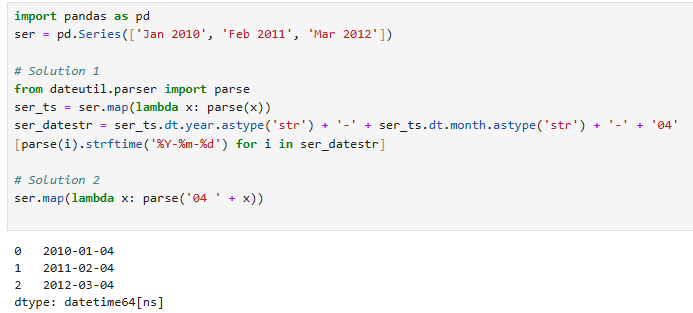 import pandas as pd
ser = pd.Series(['Jan 2010', 'Feb 2011', 'Mar 2012'])
# Solution 1
from dateutil.parser import parse
ser_ts = ser.map(lambda x: parse(x))
ser_datestr = ser_ts.dt.year.astype('str') + '-' + ser_ts.dt.month.astype('str') + '-' + '04'
[parse(i).strftime('%Y-%m-%d') for i in ser_datestr]
# Solution 2
ser.map(lambda x: parse('04 ' + x))
0   2010-01-04
1   2011-02-04
2   2012-03-04
dtype: datetime64[ns]